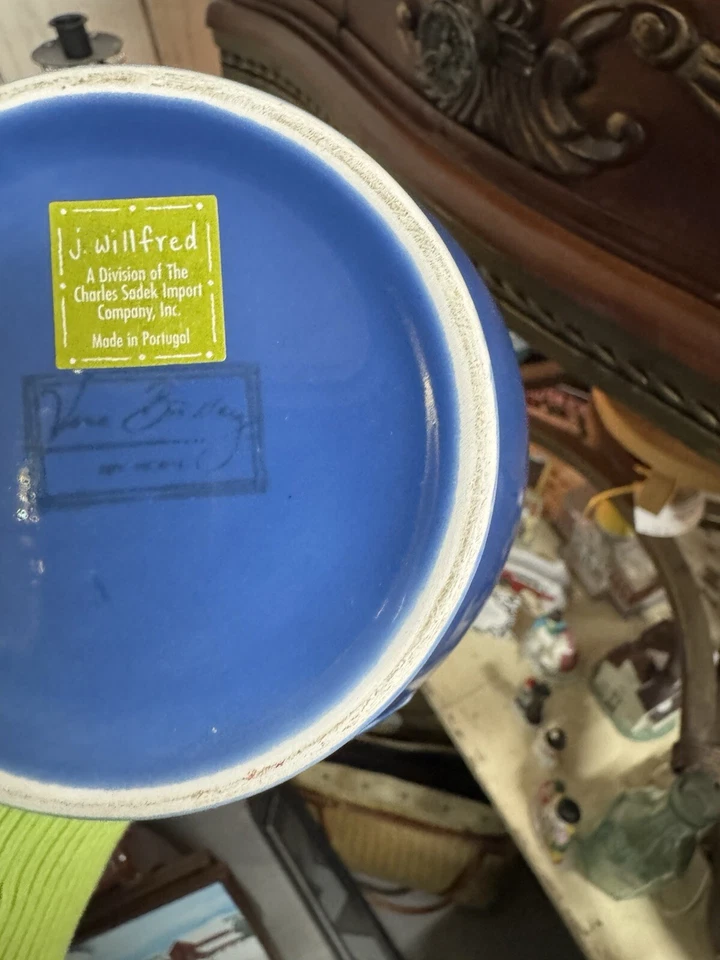 j. willfred
A Division of The
Charles Sadek Import
Company, Inc.
Made in Portugal